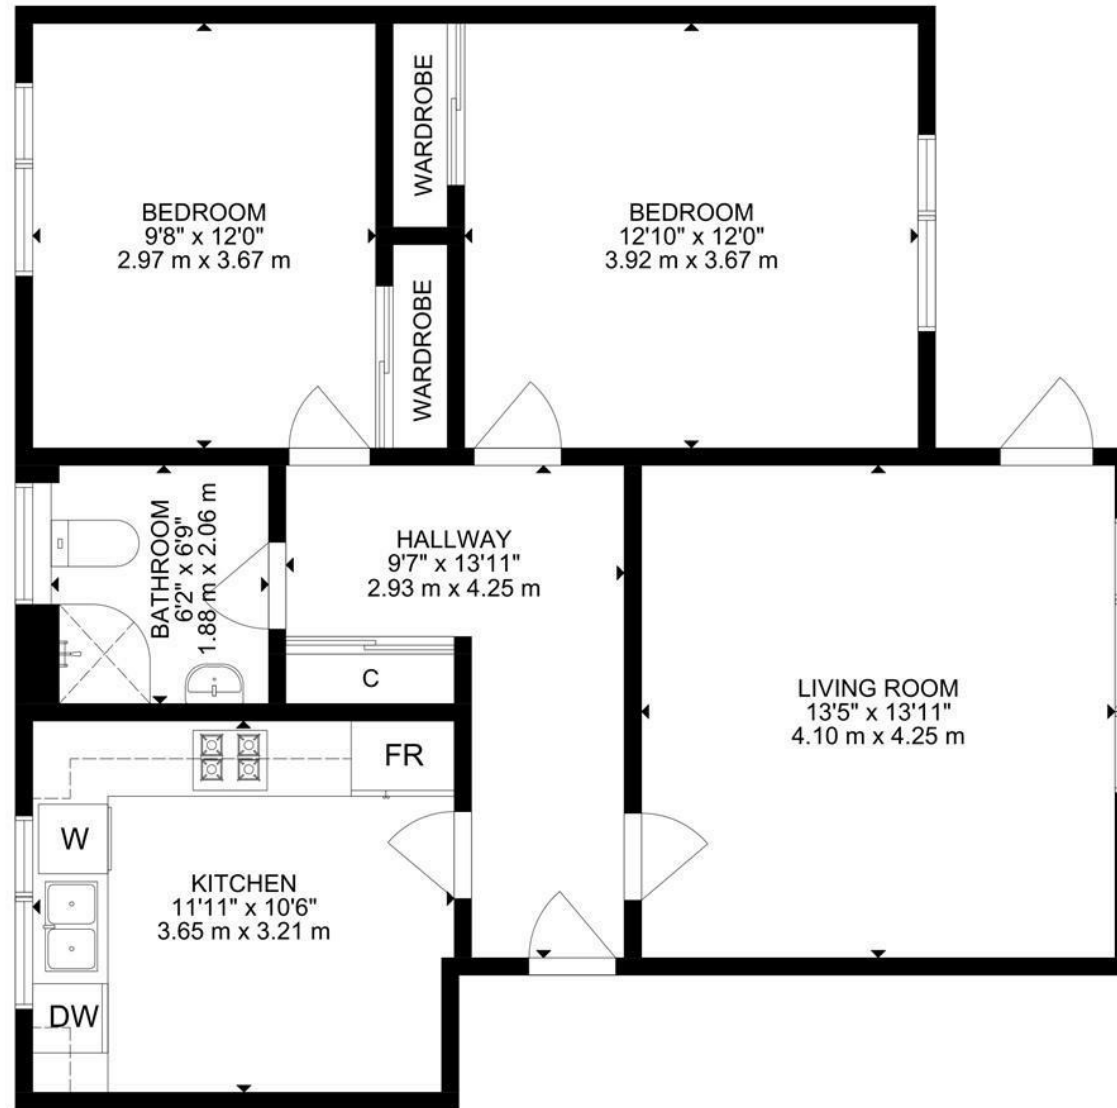 BEDROOM
9'8" x 12'0"
2.97 m x 3.67 m
WARDROBE
WARDROBE
BEDROOM
12'10" x 12'0"
3.92 m x 3.67 m
BATHROOM
6'2" x 6'9"
1.88 m x 2.06 m
HALLWAY
9'7" x 13'11"
2.93 m x 4.25 m
C
LIVING ROOM
13'5" x 13'11"
4.10 m x 4.25 m
FR
W
KITCHEN
11'11" x 10'6"
3.65 m x 3.21 m
DW